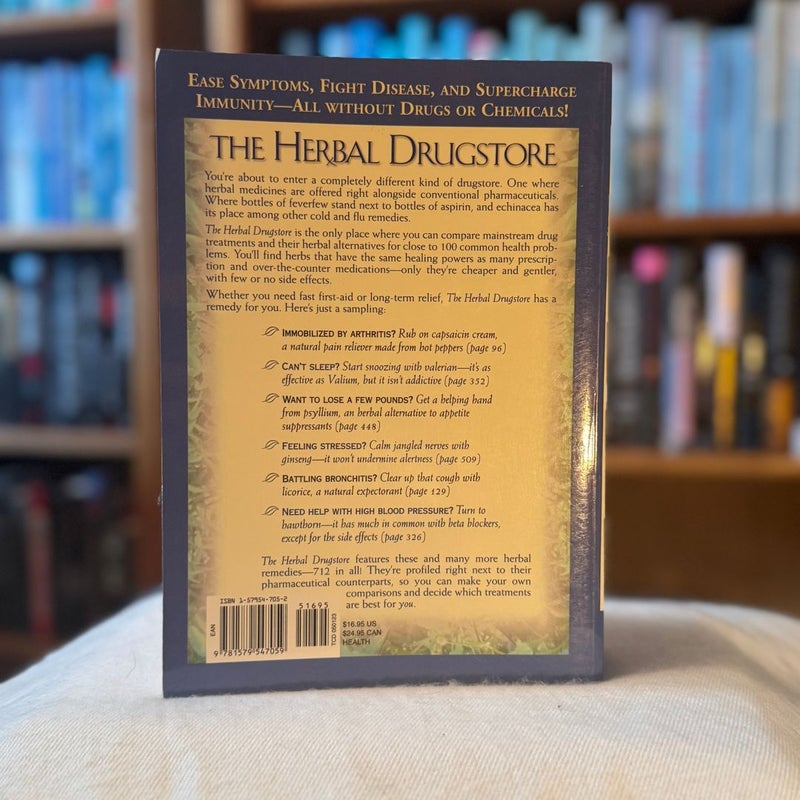 EASE SYMPTOMS, FIGHT DISEASE, AND SUPERCHARGE
IMMUNITY—ALL WITHOUT DRUGS OR CHEMICALS!
THE HERBAL DRUGSTORE
You're about to enter a completely different kind of drugstore. One where
herbal medicines are offered right alongside conventional pharmaceuticals.
Where bottles of feverfew stand next to bottles of aspirin, and echinacea has
its place among other cold and flu remedies.
The Herbal Drugstore is the only place where you can compare mainstream drug
treatments and their herbal alternatives for close to 100 common health prob-
lems. You'll find herbs that have the same healing powers as many prescrip-
tion and over-the-counter medications—only they're cheaper and gentler,
with few or no side effects.
Whether you need fast first-aid or long-term relief, The Herbal Drugstore has a
remedy for you. Here's just a sampling:
IMMOBILIZED BY ARTHRITIS? Rub on capsaicin cream,
a natural pain reliever made from hot peppers (page 96)
CAN'T SLEEP? Start snoozing with valerian—it's as
effective as Valium, but it isn't addictive (page 352)
WANT TO LOSE A FEW POUNDS? Get a helping hand
from psyllium, an herbal alternative to appetite
suppressants (page 448)
FEELING STRESSED? Calm jangled nerves with
ginseng—it won't undermine alertness (page 509)
BATTLING BRONCHITIS? Clear up that cough with
licorice, a natural expectorant (page 129)
NEED HELP WITH HIGH BLOOD PRESSURE? Turn to
hawthorn—it has much in common with beta blockers,
except for the side effects (page 326)
The Herbal Drugstore features these and many more herbal
remedies—712 in all! They're profiled right next to their
pharmaceutical counterparts, so you can make your own
comparisons and decide which treatments
are best for you.
ISBN 1-57954-705-2
51695
EAN
9 781579 547059
TCD 050103
$16.95 US
$24.95 CAN
HEALTH